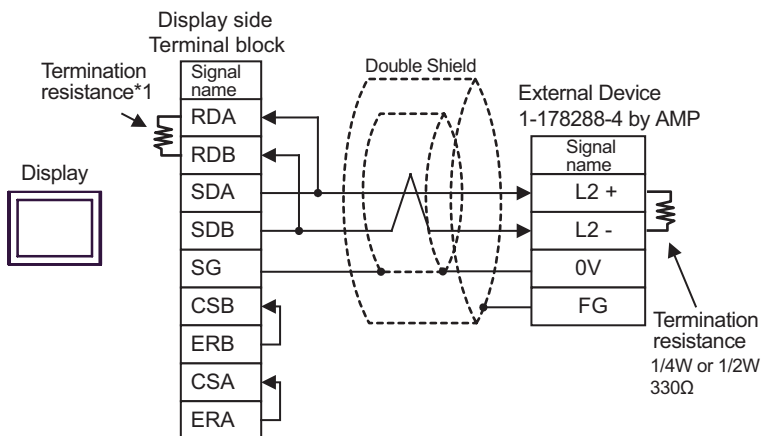 Display side
Terminal block
Termination
resistance*1
Display
Signal
name
RDA
RDB
SDA
SDB
SG
CSB
ERB
CSA
ERA
Double Shield
External Device
1-178288-4 by AMP
Signal
name
L2 +
L2 -
0V
FG
Termination
resistance
1/4W or 1/2W
330Ω